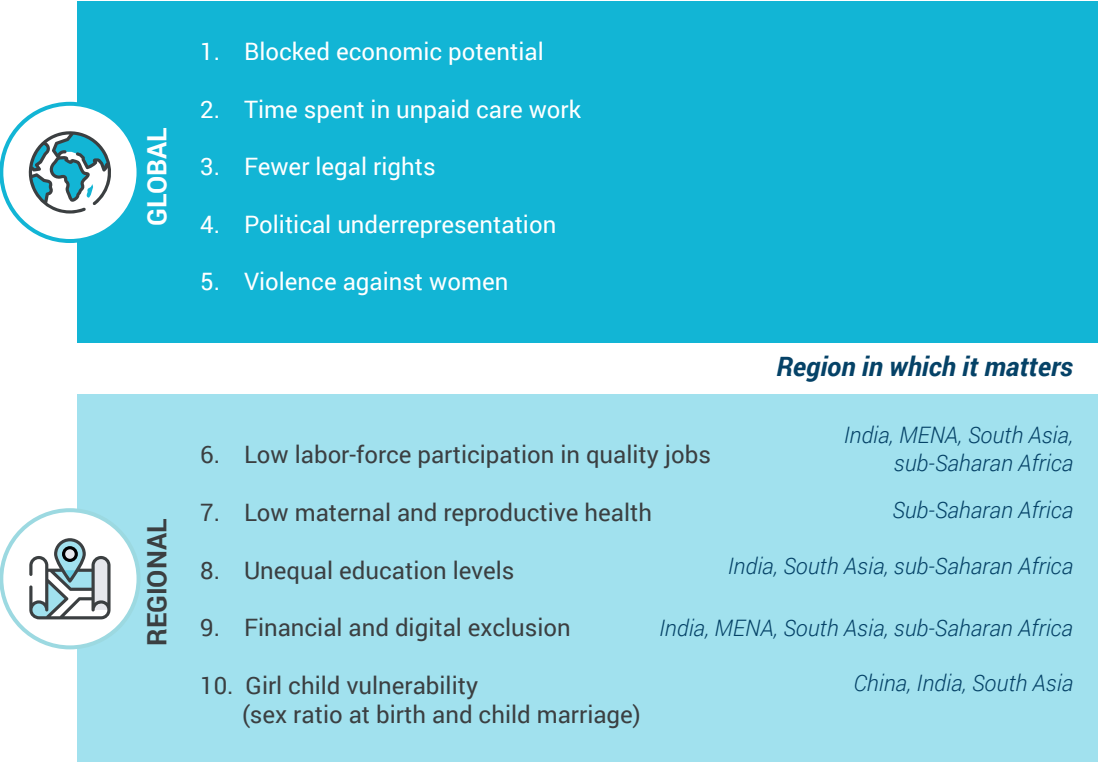 GLOBAL
1. Blocked economic potential
2. Time spent in unpaid care work
3. Fewer legal rights
4. Political underrepresentation
5. Violence against women
Region in which it matters
REGIONAL
6. Low labor-force participation in quality jobs
India, MENA, South Asia,
sub-Saharan Africa
7. Low maternal and reproductive health
Sub-Saharan Africa
8. Unequal education levels
India, South Asia, sub-Saharan Africa
9. Financial and digital exclusion
India, MENA, South Asia, sub-Saharan Africa
10. Girl child vulnerability
(sex ratio at birth and child marriage)
China, India, South Asia